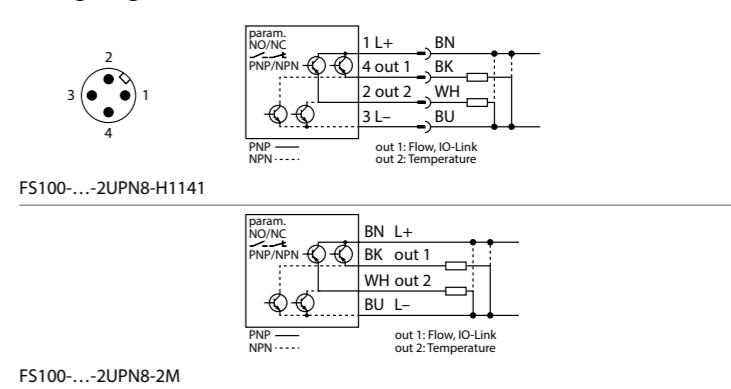 param.
NO/NC
PNP/NPN
1 L+ BN
4 out 1 BK
2 out 2 WH
3 L– BU
2
3 1
4
PNP
NPN
out 1: Flow, IO-Link
out 2: Temperature
FS100-…-2UPN8-H1141
param.
NO/NC
PNP/NPN
BN L+
BK out 1
WH out 2
BU L–
PNP
NPN
out 1: Flow, IO-Link
out 2: Temperature
FS100-…-2UPN8-2M